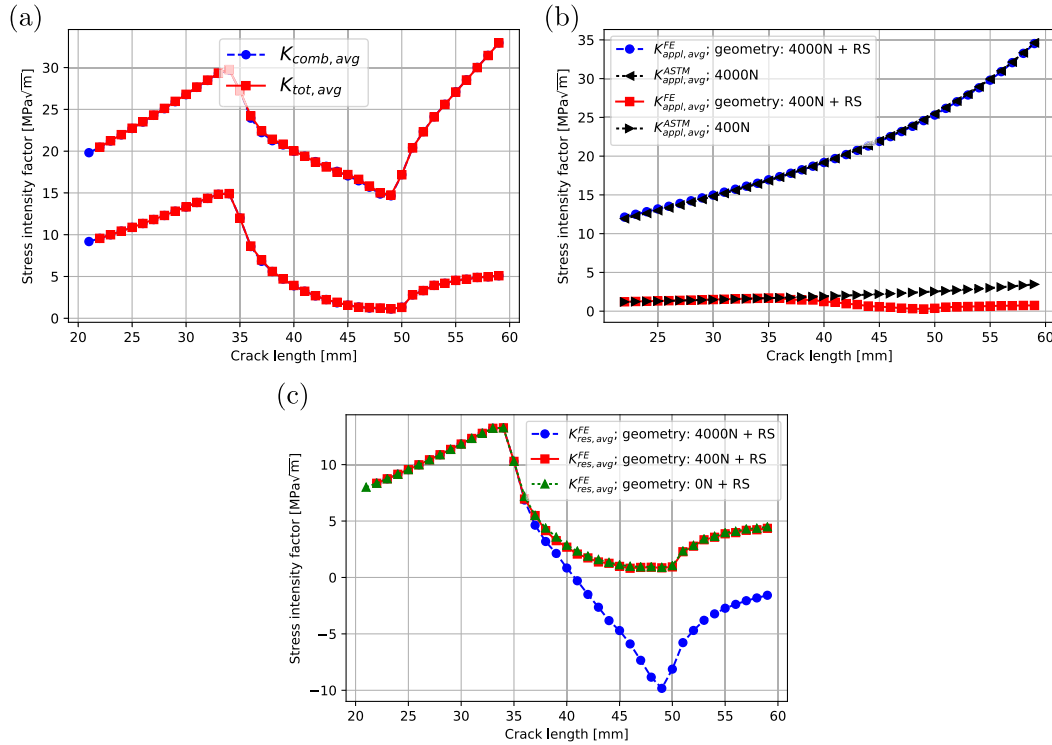 (a)
Stress intensity factor [MPa√m]
35
30
25
20
15
10
5
0
K_comb,avg
K_tot,avg
20 25 30 35 40 45 50 55 60
Crack length [mm]
(b)
Stress intensity factor [MPa√m]
35
30
25
20
15
10
5
0
K^FE_appl,avg; geometry: 4000N + RS
K^ASTM_appl,avg; 4000N
K^FE_appl,avg; geometry: 400N + RS
K^ASTM_appl,avg; 400N
25 30 35 40 45 50 55 60
Crack length [mm]
(c)
Stress intensity factor [MPa√m]
10
5
0
−5
−10
K^FE_res,avg; geometry: 4000N + RS
K^FE_res,avg; geometry: 400N + RS
K^FE_res,avg; geometry: 0N + RS
20 25 30 35 40 45 50 55 60
Crack length [mm]